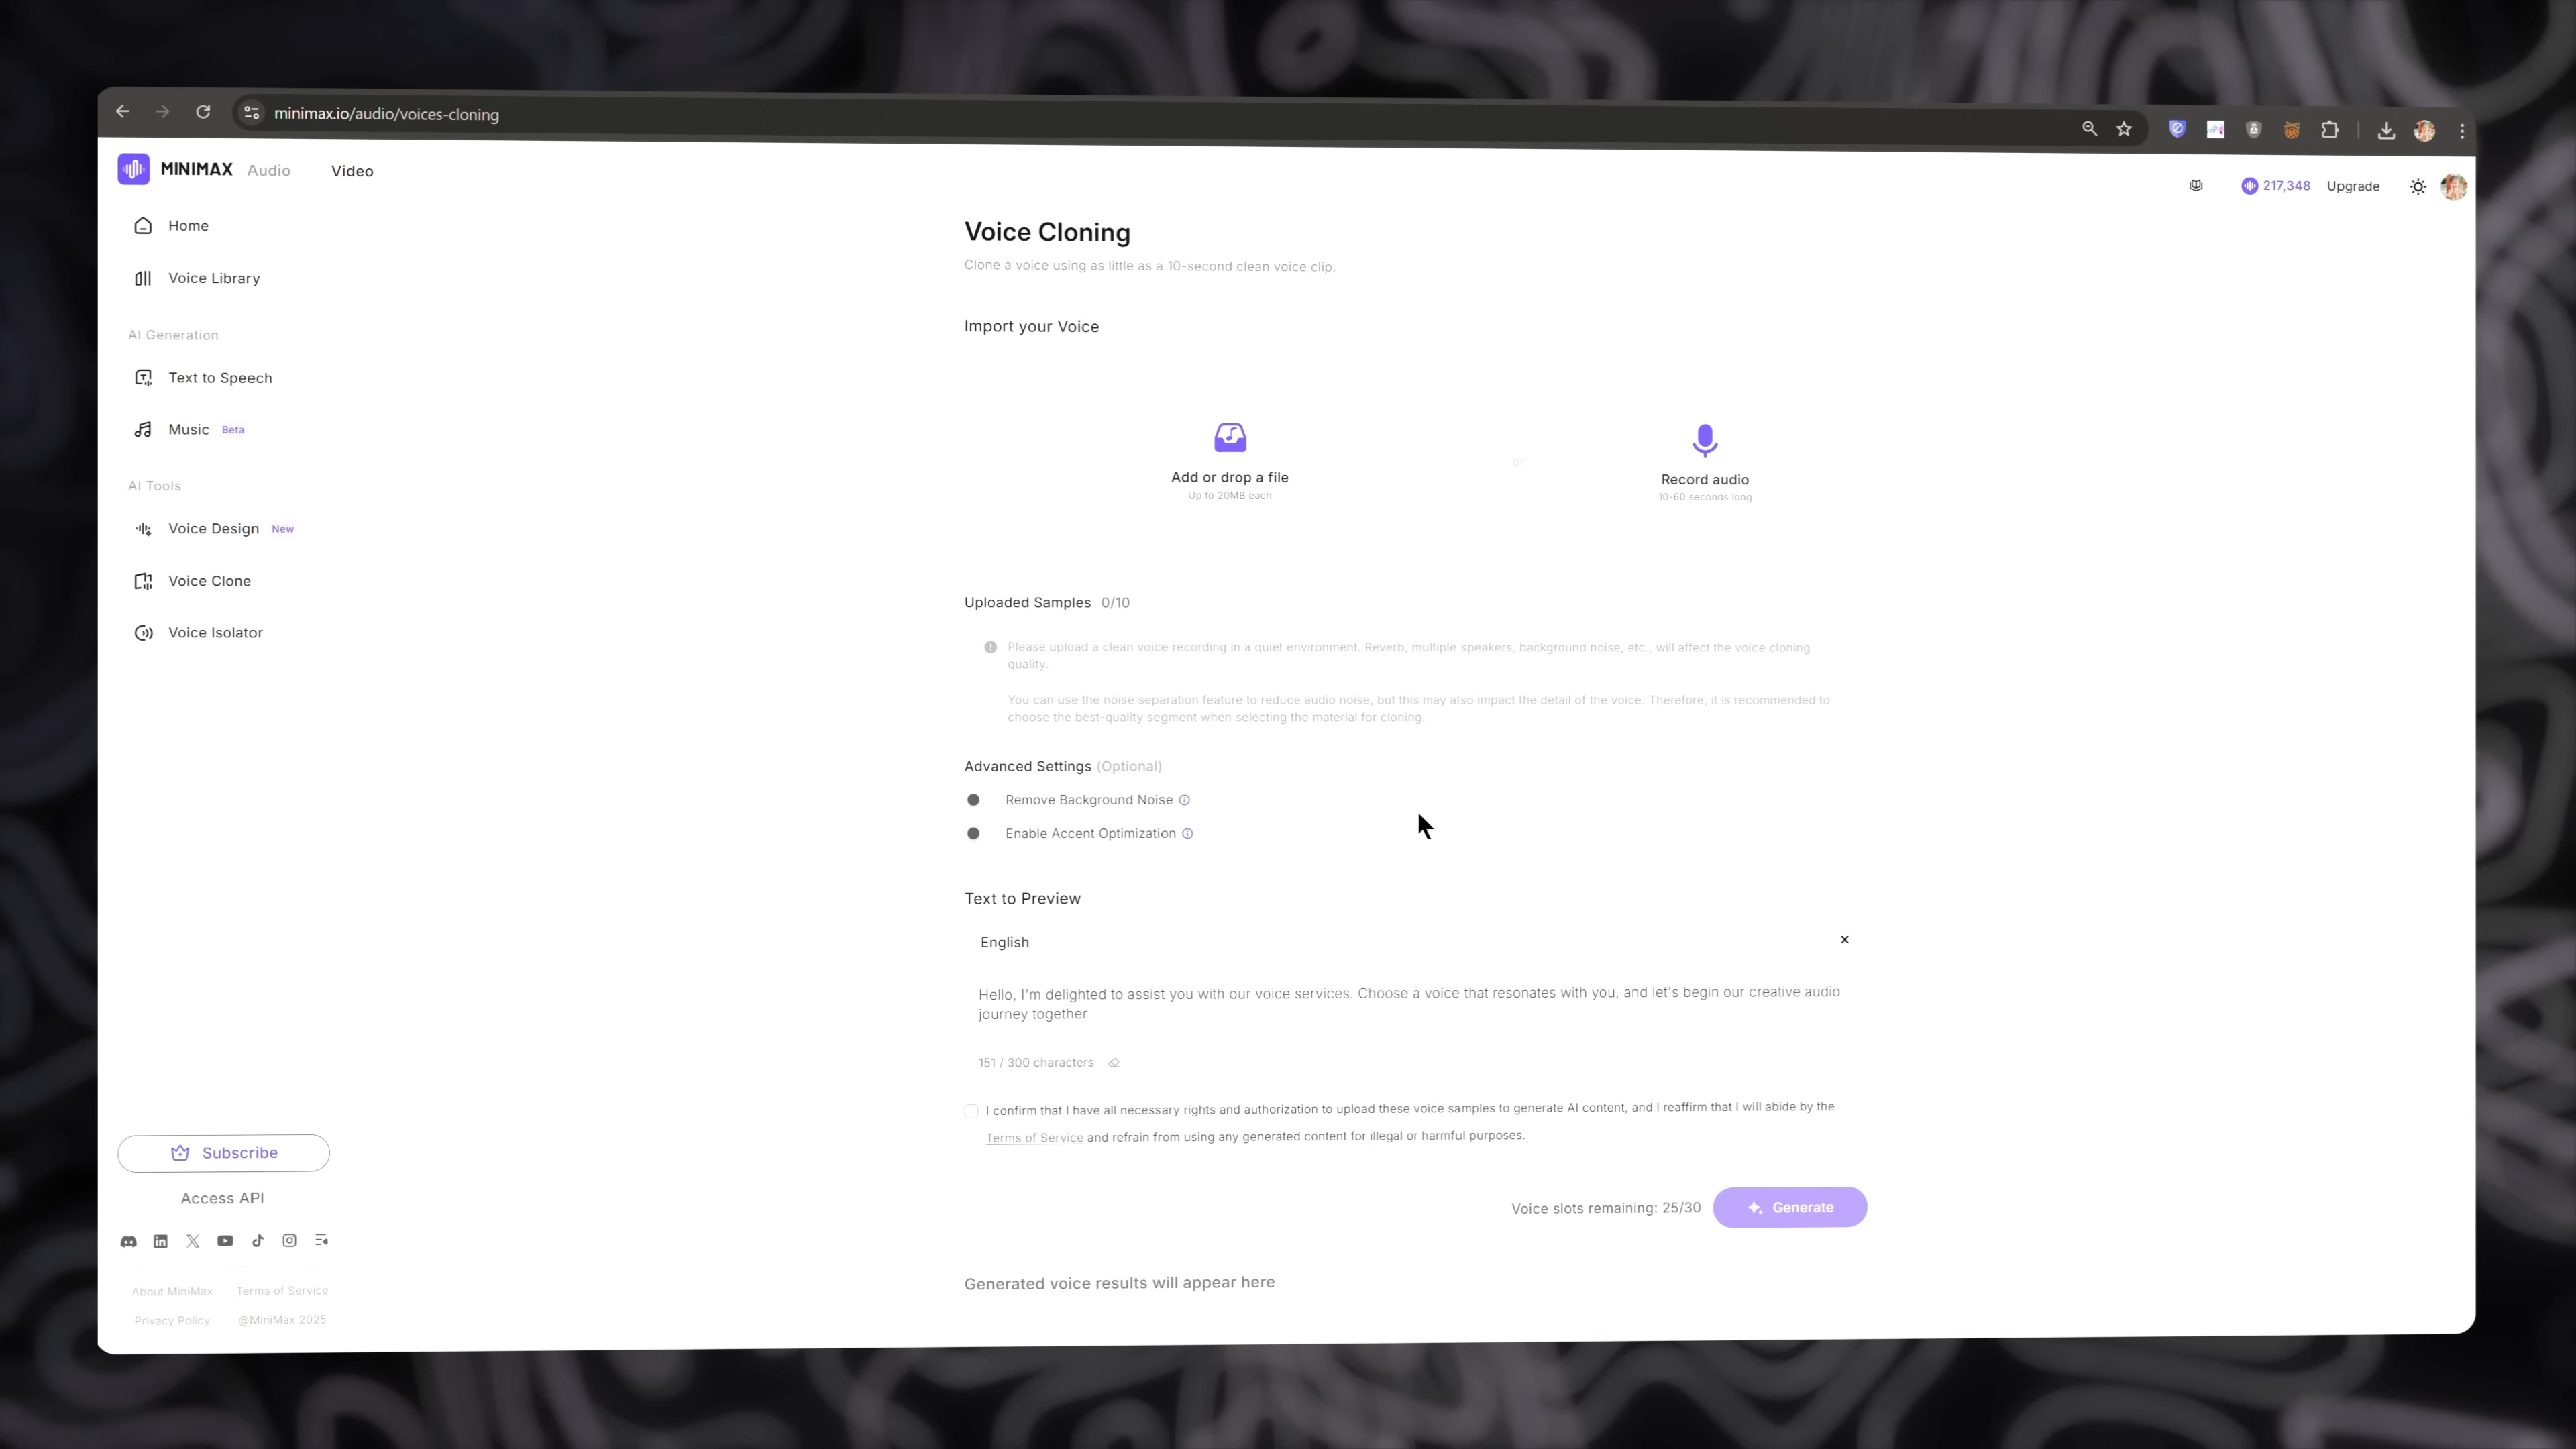 minimax.io/audio/voices-cloning
MINIMAX Audio Video
217,348 Upgrade
Home
Voice Library
AI Generation
Text to Speech
Music Beta
AI Tools
Voice Design New
Voice Clone
Voice Isolator
Subscribe
Access API
About MiniMax Terms of Service
Privacy Policy @MiniMax 2025
Voice Cloning
Clone a voice using as little as a 10-second clean voice clip.
Import your Voice
Add or drop a file
Up to 20MB each
or
Record audio
10-60 seconds long
Uploaded Samples 0/10
Please upload a clean voice recording in a quiet environment. Reverb, multiple speakers, background noise, etc., will affect the voice cloning
quality.
You can use the noise separation feature to reduce audio noise, but this may also impact the detail of the voice. Therefore, it is recommended to
choose the best-quality segment when selecting the material for cloning.
Advanced Settings (Optional)
Remove Background Noise
Enable Accent Optimization
Text to Preview
English
Hello, I'm delighted to assist you with our voice services. Choose a voice that resonates with you, and let's begin our creative audio
journey together
151 / 300 characters
I confirm that I have all necessary rights and authorization to upload these voice samples to generate AI content, and I reaffirm that I will abide by the
Terms of Service and refrain from using any generated content for illegal or harmful purposes.
Voice slots remaining: 25/30 Generate
Generated voice results will appear here